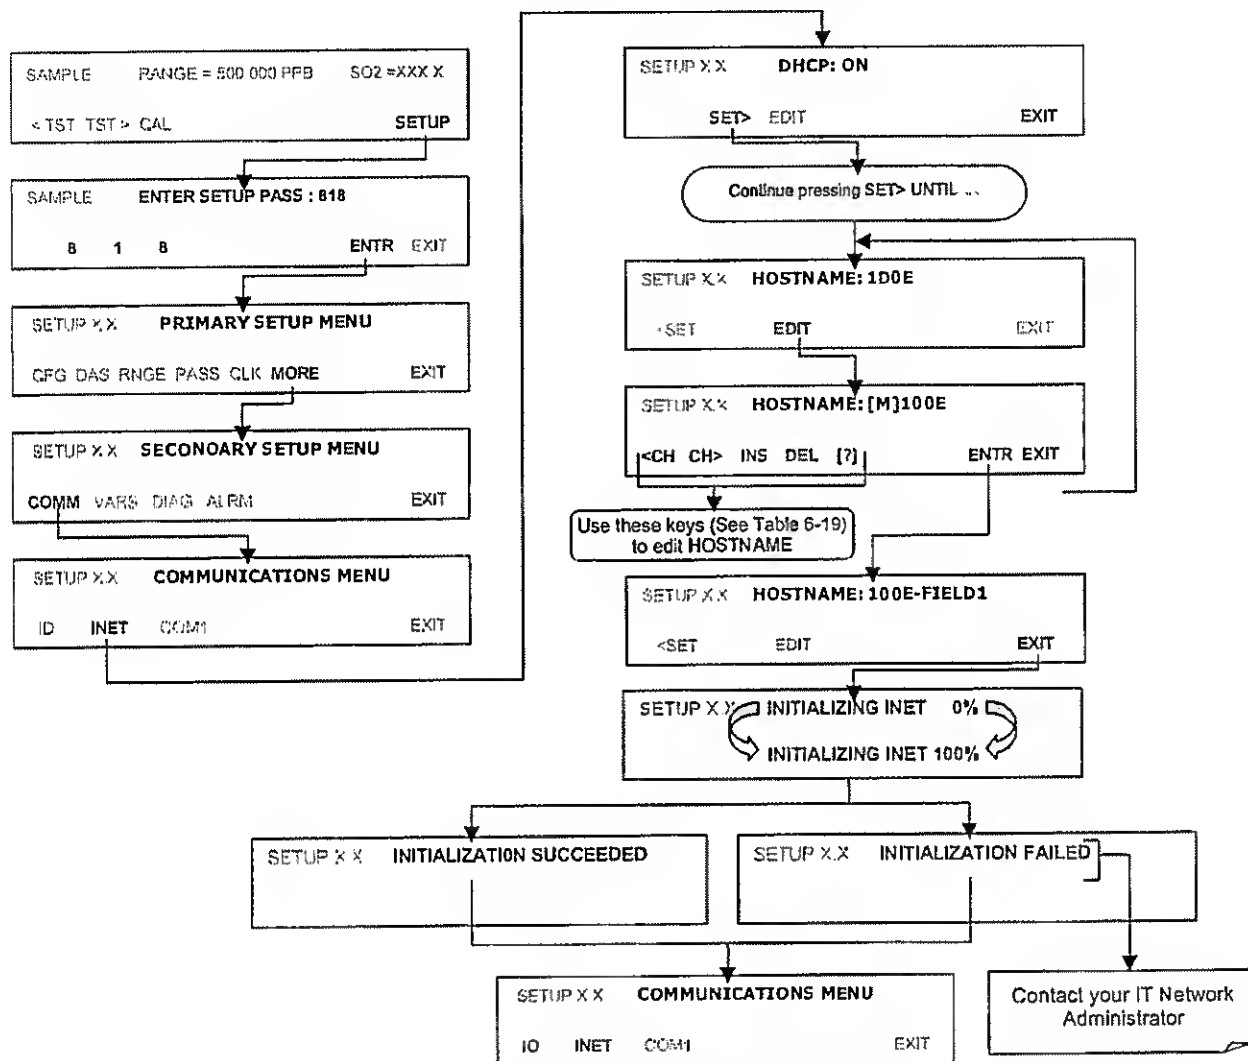 SAMPLE RANGE = 500 000 PPB SO2 =XXX X
< TST TST > CAL SETUP
SAMPLE ENTER SETUP PASS : 818
8 1 8 ENTR EXIT
SETUP X.X PRIMARY SETUP MENU
CFG DAS RNGE PASS CLK MORE EXIT
SETUP X X SECONOARY SETUP MENU
COMM VARS DIAG ALRM EXIT
SETUP X.X COMMUNICATIONS MENU
ID INET COM1 EXIT
SETUP X X DHCP: ON
SET> EDIT EXIT
Continue pressing SET> UNTIL ...
SETUP X.X HOSTNAME: 1D0E
<SET EDIT EXIT
SETUP X.X HOSTNAME: [M]100E
<CH CH> INS DEL [?] ENTR EXIT
Use these keys (See Table 6-19)
to edit HOSTNAME
SETUP X.X HOSTNAME: 100E-FIELD1
<SET EDIT EXIT
SETUP X.X INITIALIZING INET 0%
INITIALIZING INET 100%
SETUP X X INITIALIZATION SUCCEEDED
SETUP X.X INITIALIZATION FAILED
SETUP X X COMMUNICATIONS MENU
IO INET COM1 EXIT
Contact your IT Network
Administrator